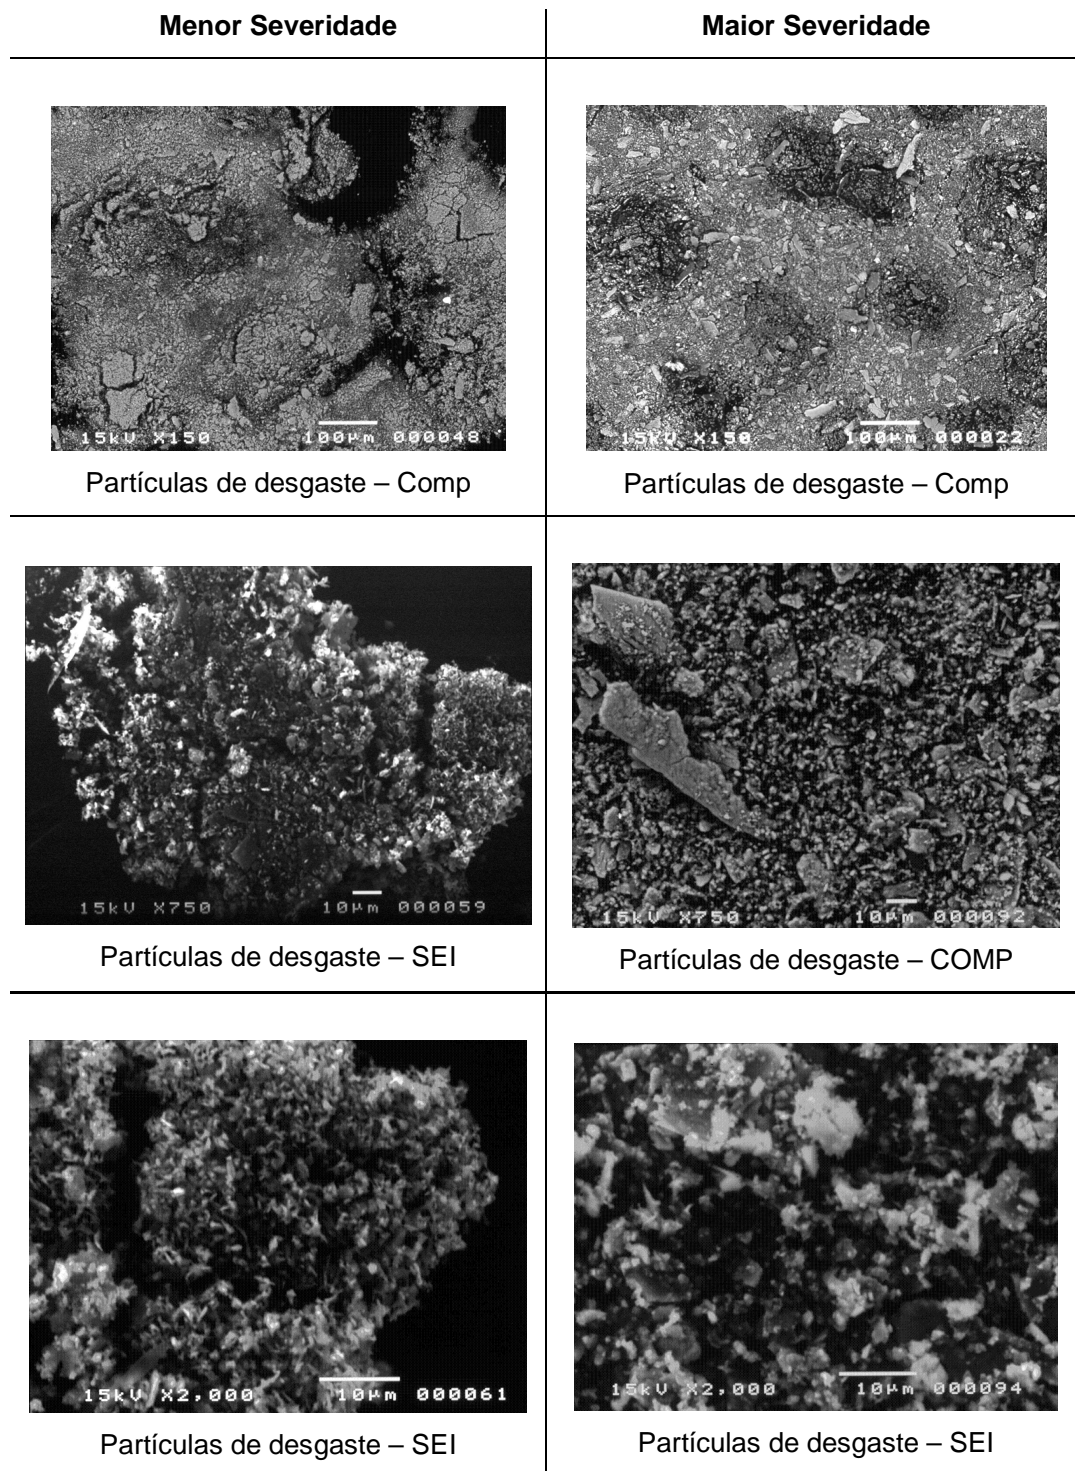 Menor Severidade
Maior Severidade
15kV X150 100µm 000048
15kV X150 100µm 000022
Partículas de desgaste – Comp
Partículas de desgaste – Comp
15kV X750 10µm 000059
15kV X750 10µm 000092
Partículas de desgaste – SEI
Partículas de desgaste – COMP
15kV X2,000 10µm 000061
15kV X2,000 10µm 000094
Partículas de desgaste – SEI
Partículas de desgaste – SEI